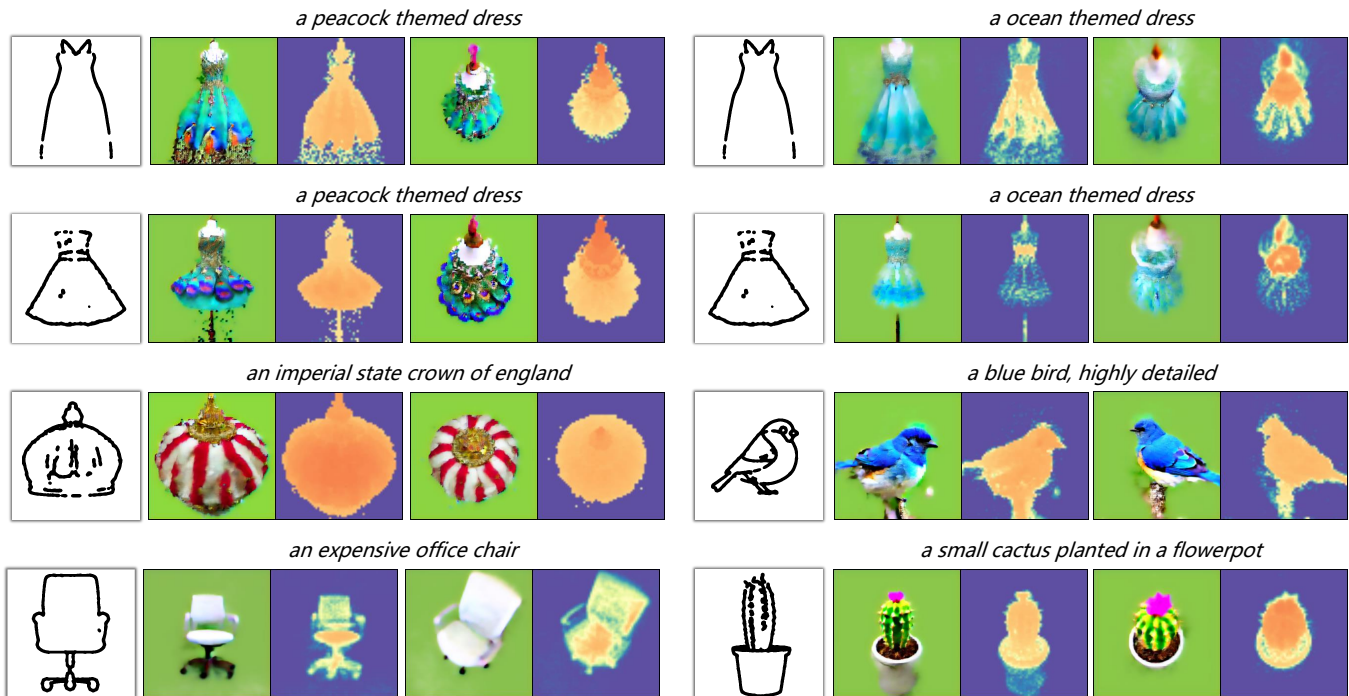 a peacock themed dress
a ocean themed dress
a peacock themed dress
a ocean themed dress
an imperial state crown of england
a blue bird, highly detailed
an expensive office chair
a small cactus planted in a flowerpot